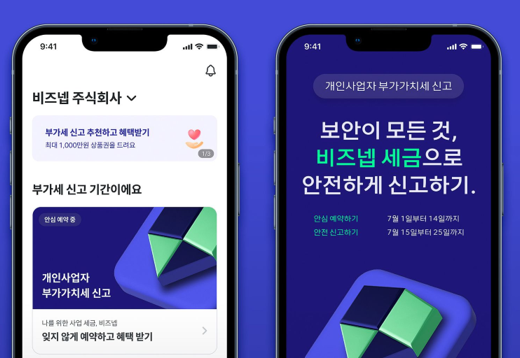 9:41
비즈넵 주식회사
부가세 신고 추천하고 혜택받기
최대 1,000만원 상품권을 드려요
1/3
부가세 신고 기간이에요
안심 예약 중
개인사업자
부가가치세 신고
나를 위한 사업 세금, 비즈넵
잊지 않게 예약하고 혜택 받기
9:41
개인사업자 부가가치세 신고
보안이 모든 것,
비즈넵 세금으로
안전하게 신고하기.
안심 예약하기 7월 1일부터 14일까지
안전 신고하기 7월 15일부터 25일까지